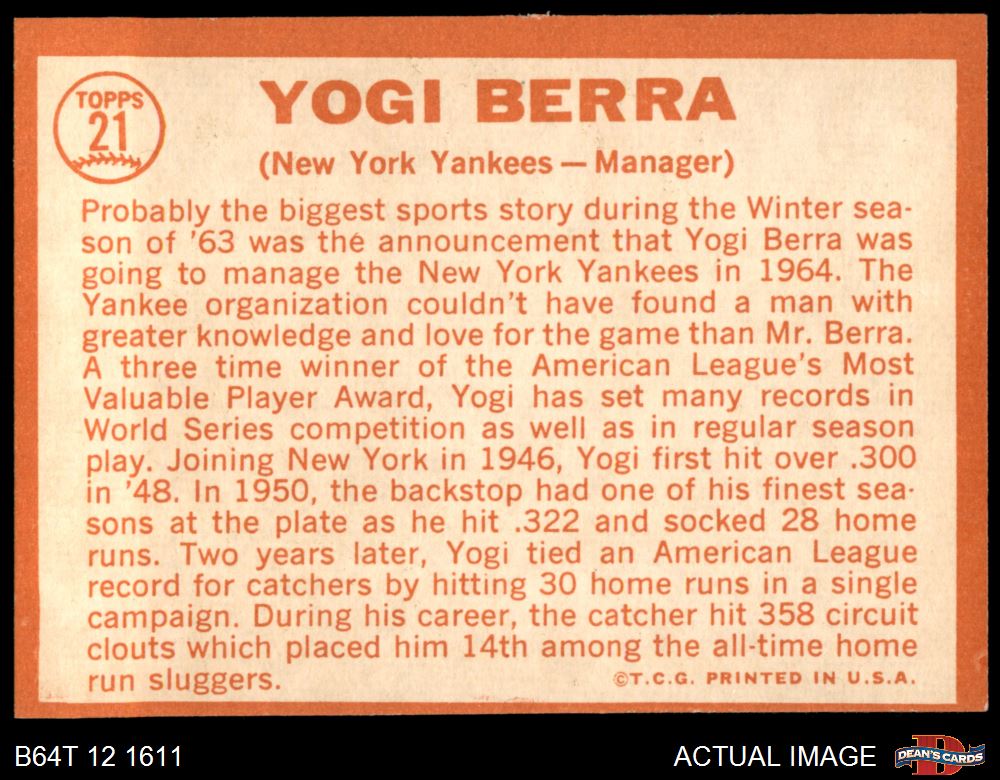 TOPPS
21
YOGI BERRA
(New York Yankees — Manager)
Probably the biggest sports story during the Winter sea-
son of '63 was the announcement that Yogi Berra was
going to manage the New York Yankees in 1964. The
Yankee organization couldn't have found a man with
greater knowledge and love for the game than Mr. Berra.
A three time winner of the American League's Most
Valuable Player Award, Yogi has set many records in
World Series competition as well as in regular season
play. Joining New York in 1946, Yogi first hit over .300
in '48. In 1950, the backstop had one of his finest sea-
sons at the plate as he hit .322 and socked 28 home
runs. Two years later, Yogi tied an American League
record for catchers by hitting 30 home runs in a single
campaign. During his career, the catcher hit 358 circuit
clouts which placed him 14th among the all-time home
run sluggers.
©T.C.G. PRINTED IN U.S.A.
B64T 12 1611
ACTUAL IMAGE
DEAN'S CARDS